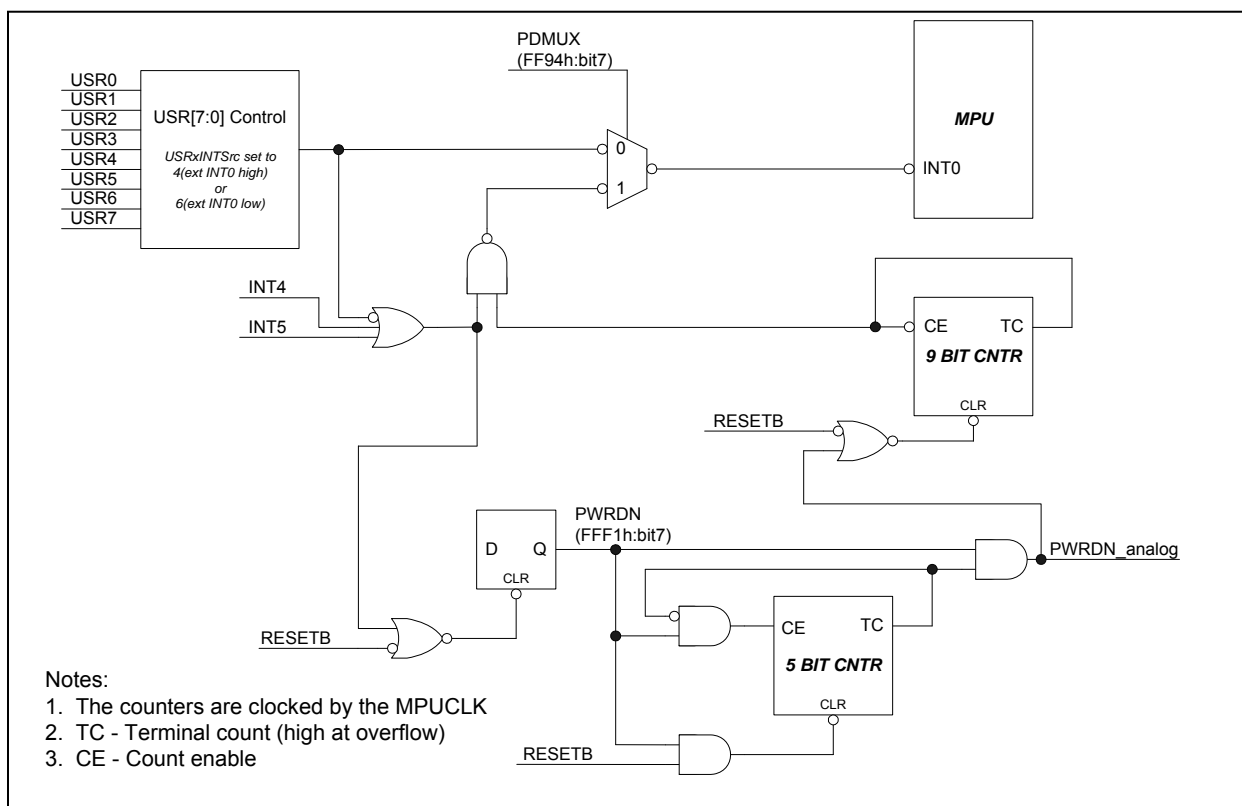 PDMUX
(FF94h:bit7)
USR0
USR1
USR2
USR3
USR4
USR5
USR6
USR7
USR[7:0] Control
USRxINTSrc set to
4(ext INT0 high)
or
6(ext INT0 low)
0
1
MPU
INT0
INT4
INT5
CE
TC
9 BIT CNTR
CLR
RESETB
PWRDN
(FFF1h:bit7)
D
Q
CLR
PWRDN_analog
RESETB
CE
TC
5 BIT CNTR
CLR
RESETB
Notes:
1. The counters are clocked by the MPUCLK
2. TC - Terminal count (high at overflow)
3. CE - Count enable